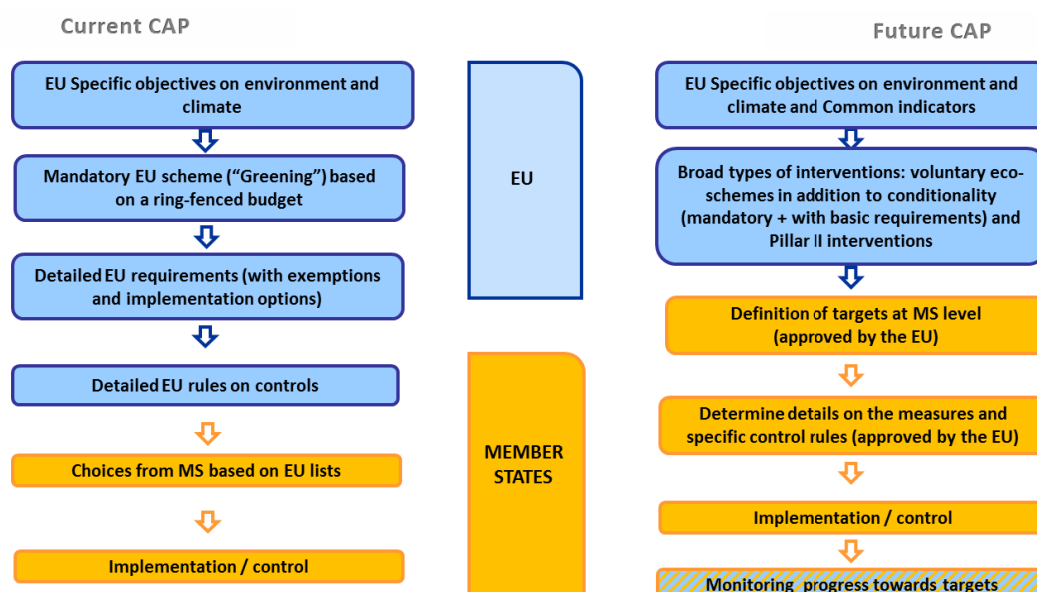 Current CAP
EU Specific objectives on environment and
climate
Mandatory EU scheme (“Greening”) based
on a ring-fenced budget
Detailed EU requirements (with exemptions
and implementation options)
Detailed EU rules on controls
Choices from MS based on EU lists
Implementation / control
EU
MEMBER
STATES
Future CAP
EU Specific objectives on environment and
climate and Common indicators
Broad types of interventions: voluntary eco-
schemes in addition to conditionality
(mandatory + with basic requirements) and
Pillar II interventions
Definition of targets at MS level
(approved by the EU)
Determine details on the measures and
specific control rules (approved by the EU)
Implementation / control
Monitoring progress towards targets